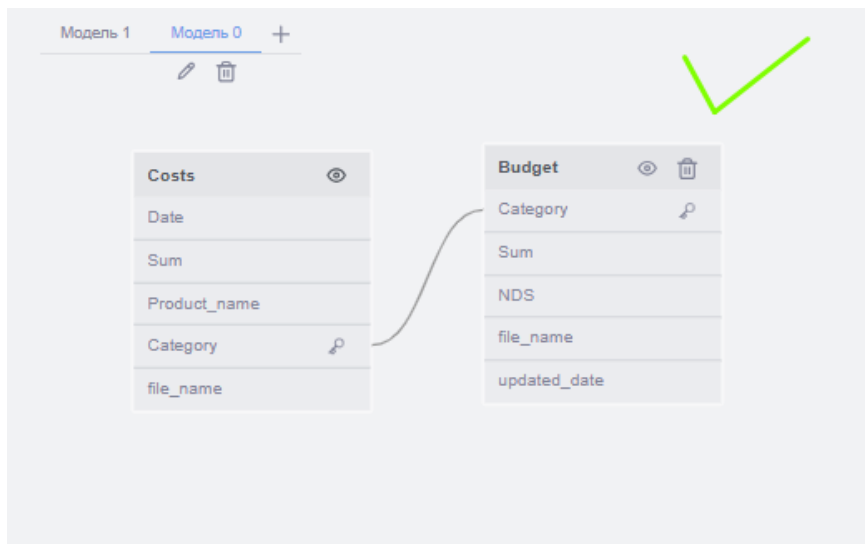 Модель 1
Модель 0
Costs
Date
Sum
Product_name
Category
file_name
Budget
Category
Sum
NDS
file_name
updated_date